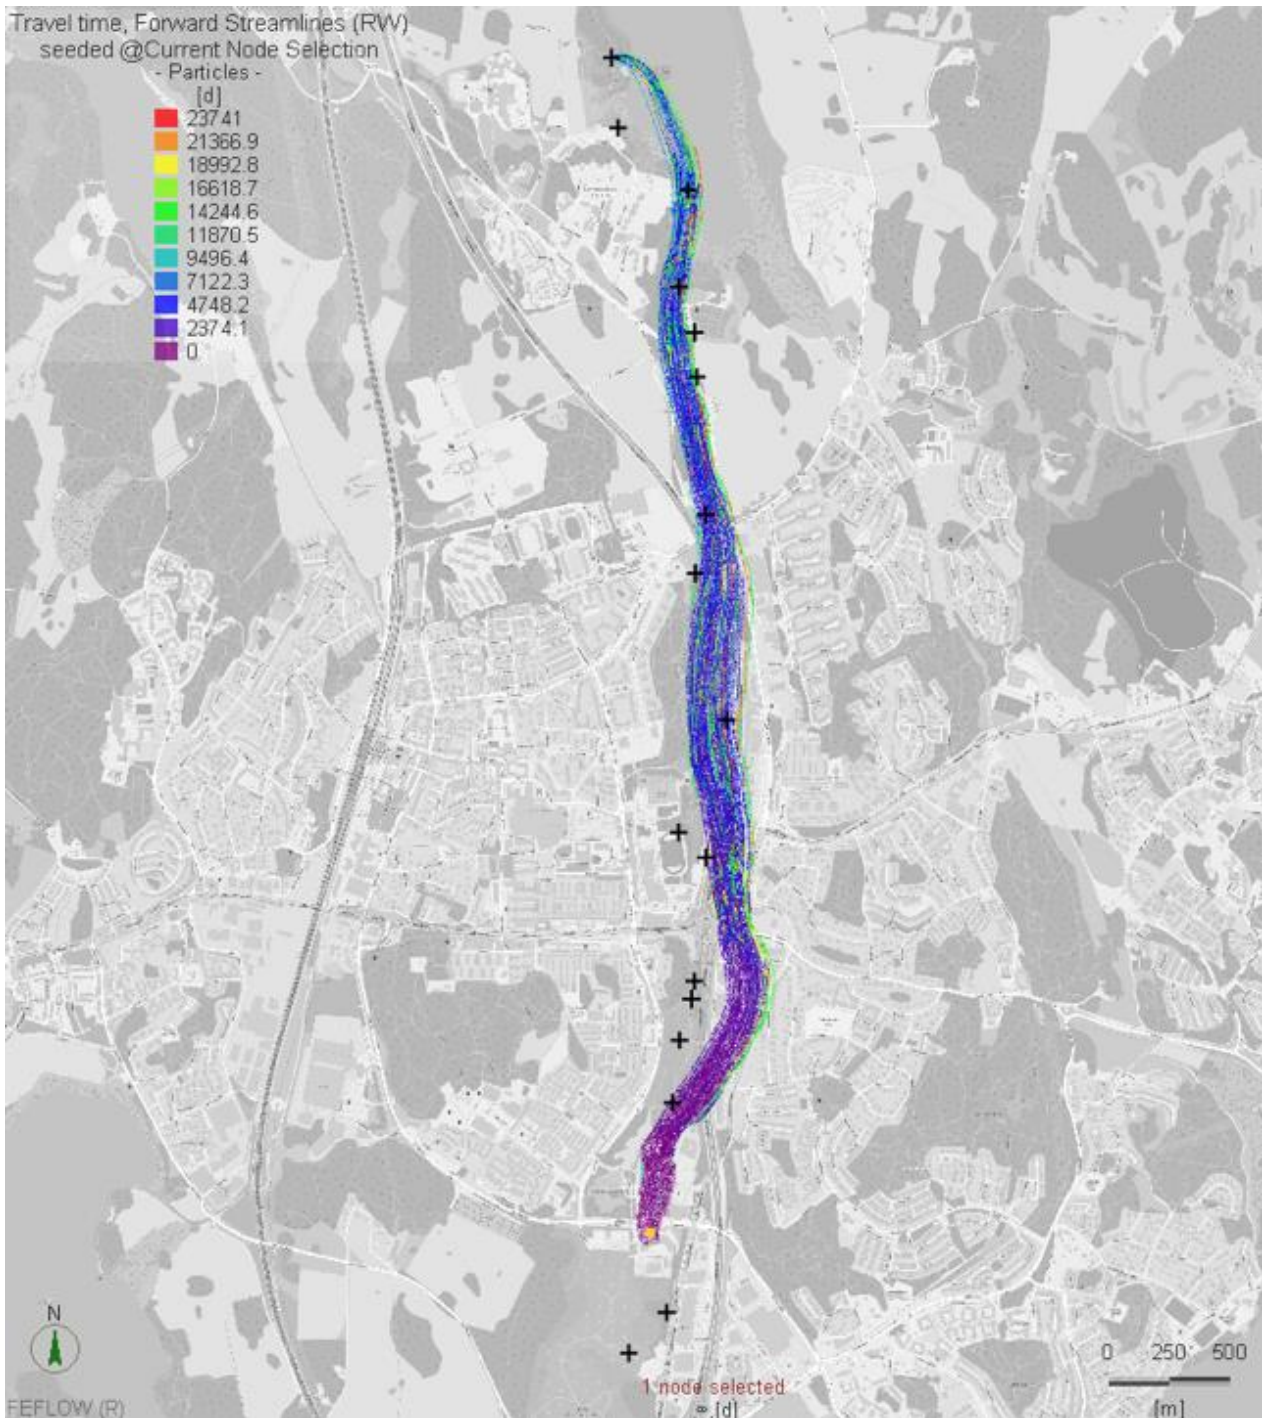 Travel time, Forward Streamlines (RW)
seeded @Current Node Selection
- Particles -
[d]
23741
21366.9
18992.8
16618.7
14244.6
11870.5
9496.4
7122.3
4748.2
2374.1
0
N
0 250 500
[m]
1 node selected
∞ [d]
FEFLOW (R)